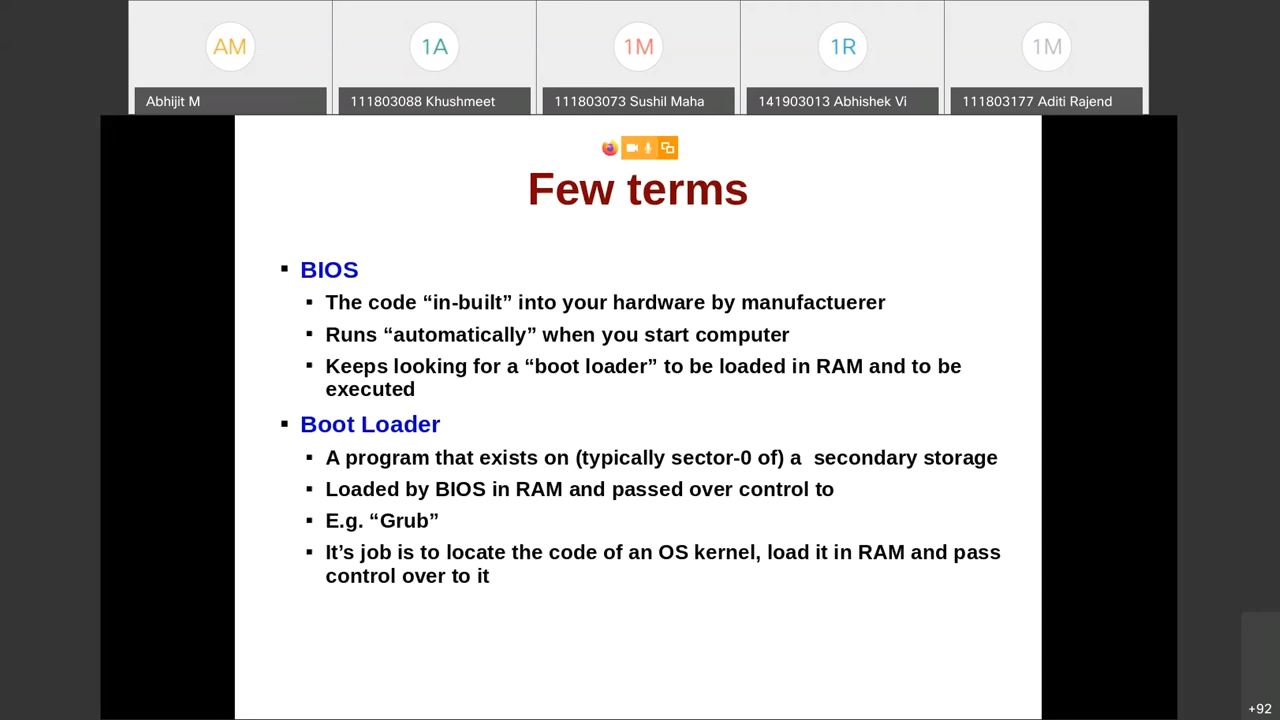 AM
1A
1M
1R
1M
Abhijit M
111803088 Khushmeet
111803073 Sushil Maha
141903013 Abhishek Vi
111803177 Aditi Rajend
Few terms
BIOS
The code “in-built” into your hardware by manufactuerer
Runs “automatically” when you start computer
Keeps looking for a “boot loader” to be loaded in RAM and to be
executed
Boot Loader
A program that exists on (typically sector-0 of) a  secondary storage
Loaded by BIOS in RAM and passed over control to
E.g. “Grub”
It’s job is to locate the code of an OS kernel, load it in RAM and pass
control over to it
+92